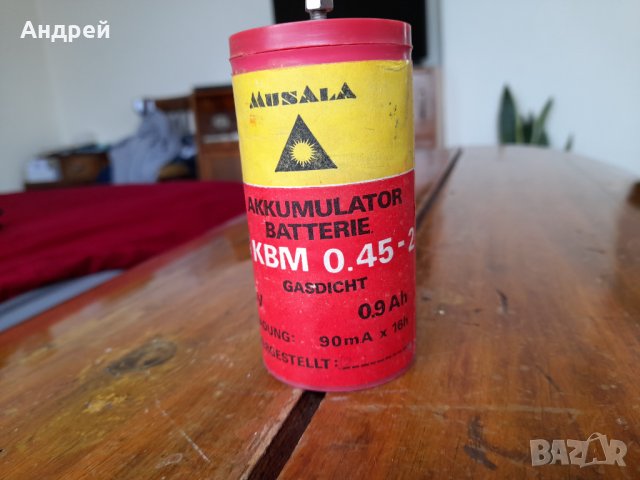 Андрей
MUSALA
AKKUMULATOR
BATTERIE
KBM 0.45-2
GASDICHT
0.9Ah
90mA x 16h
BAZAR